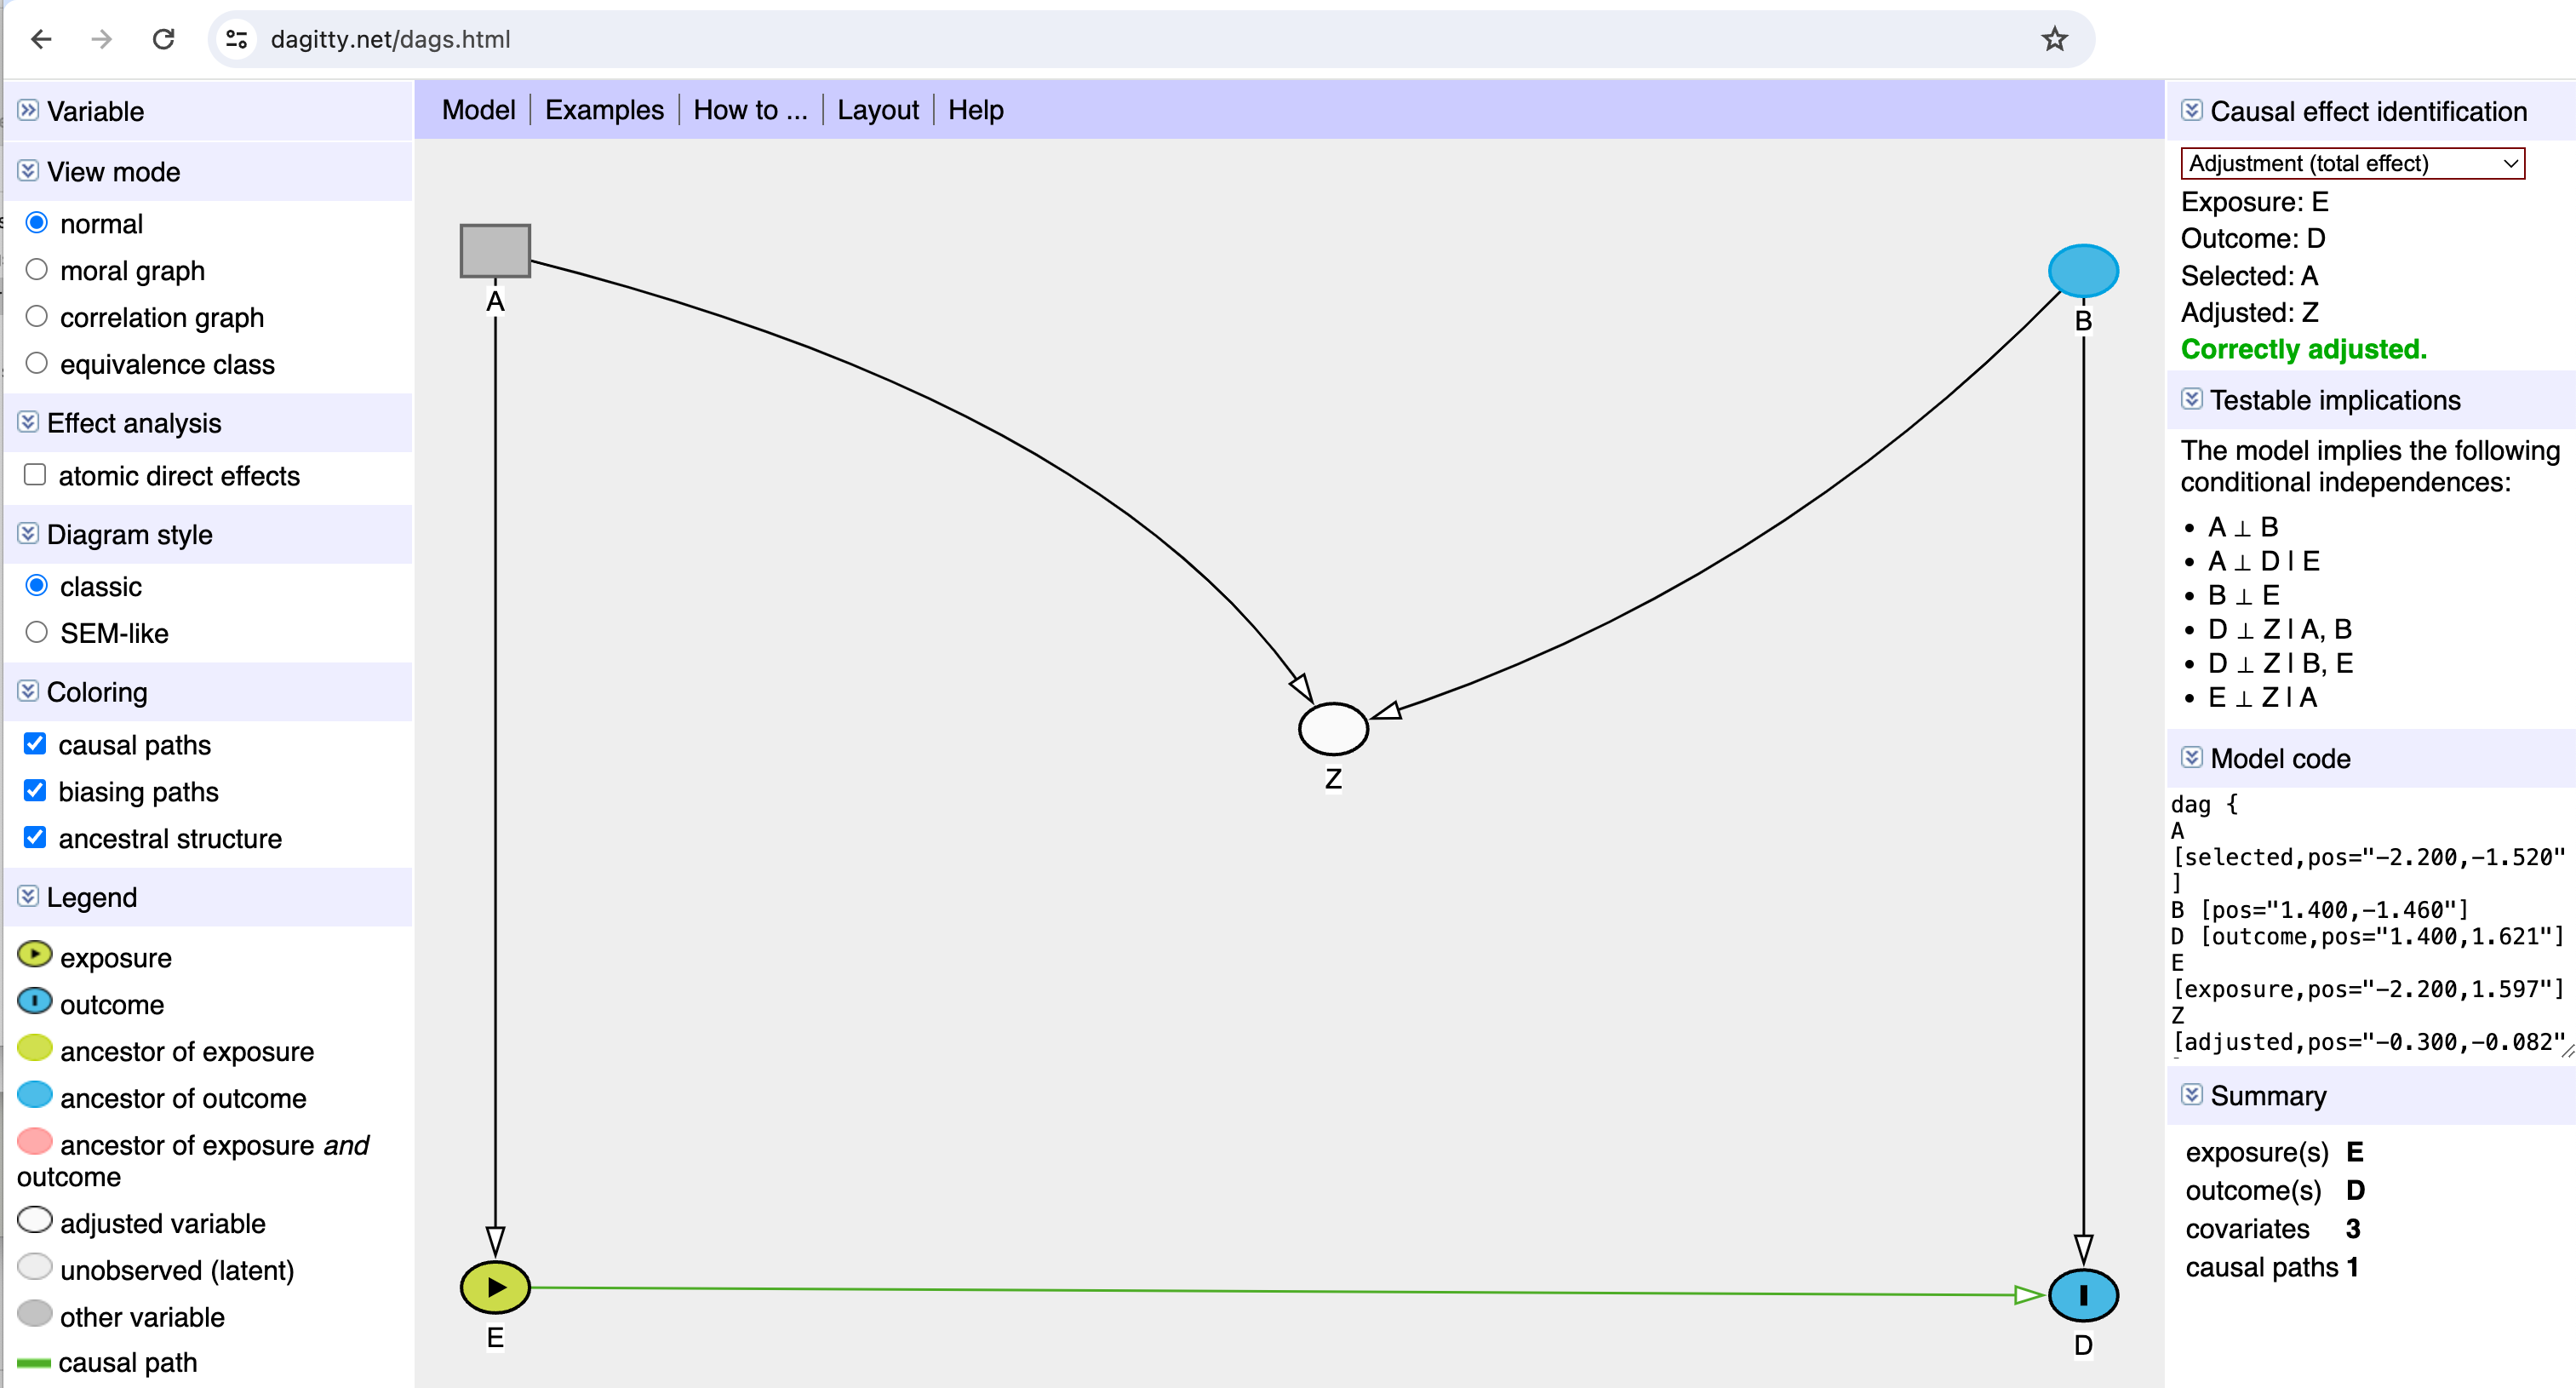 dagitty.net/dags.html
Variable
View mode
normal
moral graph
correlation graph
equivalence class
Effect analysis
atomic direct effects
Diagram style
classic
SEM-like
Coloring
causal paths
biasing paths
ancestral structure
Legend
exposure
outcome
ancestor of exposure
ancestor of outcome
ancestor of exposure and
outcome
adjusted variable
unobserved (latent)
other variable
causal path
Model | Examples | How to ... | Layout | Help
A
B
Z
E
D
Causal effect identification
Adjustment (total effect)
Exposure: E
Outcome: D
Selected: A
Adjusted: Z
Correctly adjusted.
Testable implications
The model implies the following
conditional independences:
• A ⊥ B
• A ⊥ D | E
• B ⊥ E
• D ⊥ Z | A, B
• D ⊥ Z | B, E
• E ⊥ Z | A
Model code
dag {
A
[selected,pos="-2.200,-1.520"
]
B [pos="1.400,-1.460"]
D [outcome,pos="1.400,1.621"]
E
[exposure,pos="-2.200,1.597"]
Z
[adjusted,pos="-0.300,-0.082"
Summary
exposure(s) E
outcome(s) D
covariates 3
causal paths 1